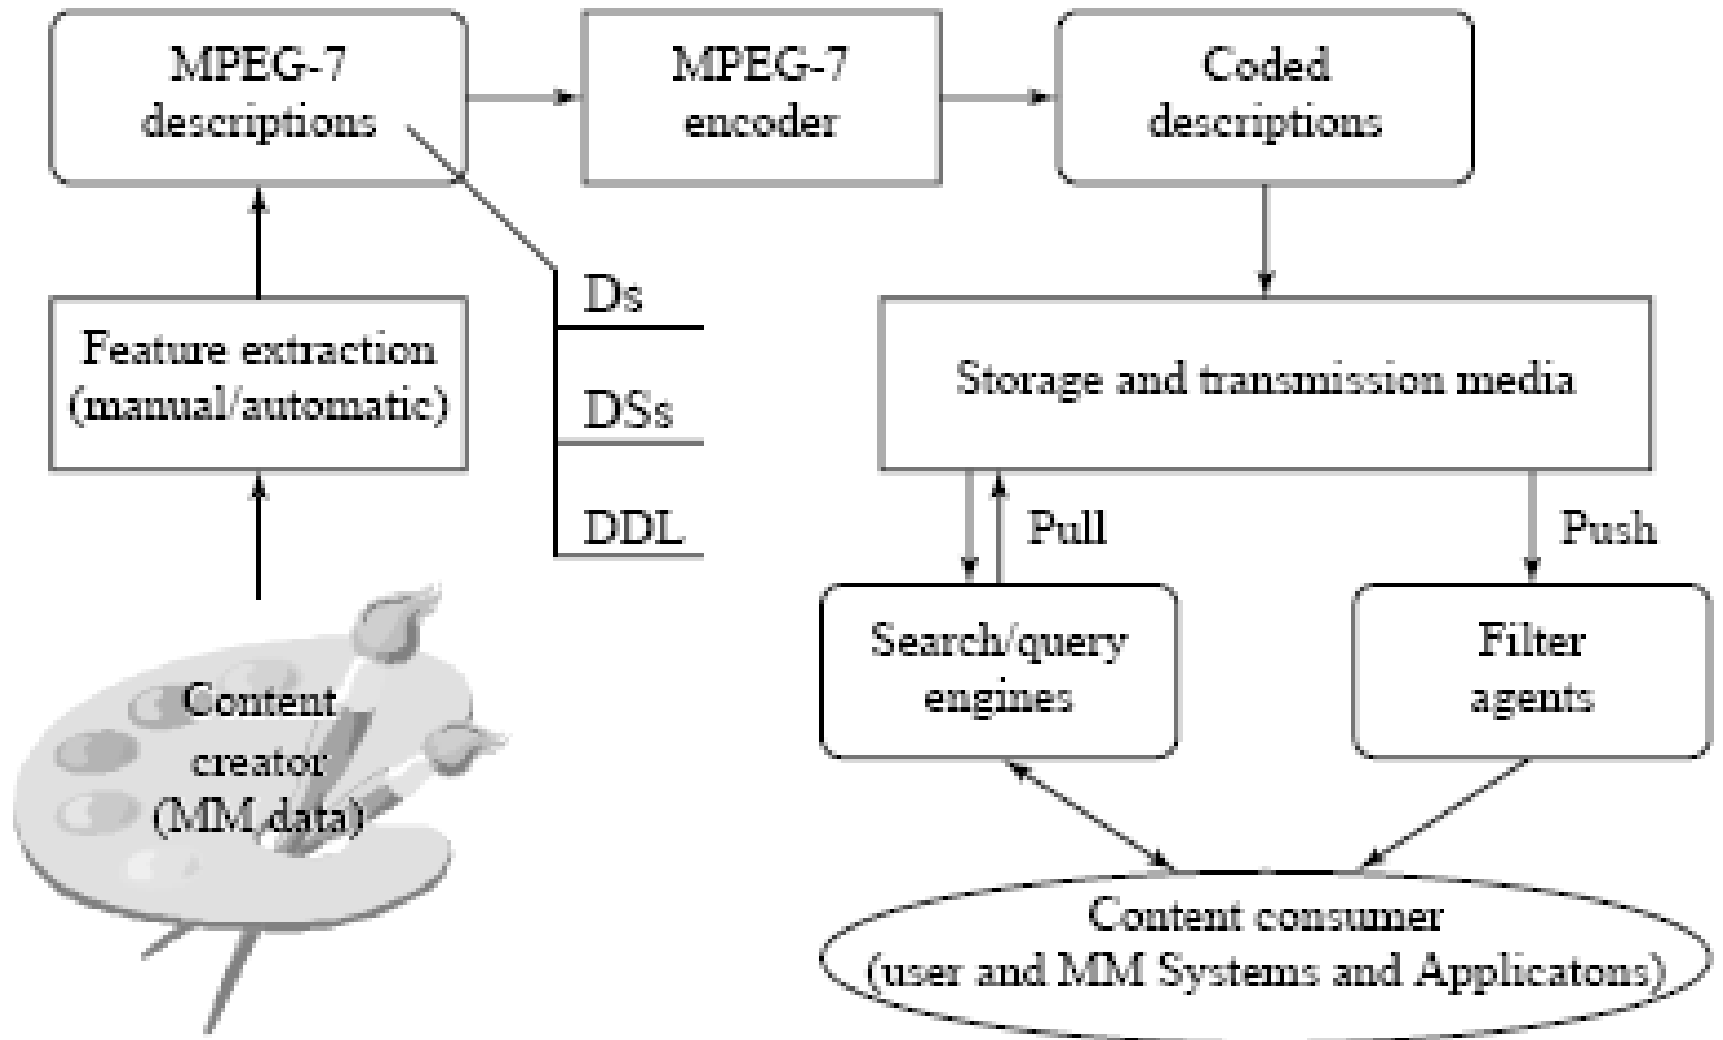 MPEG-7
descriptions
MPEG-7
encoder
Coded
descriptions
Ds
DSs
DDL
Feature extraction
(manual/automatic)
Storage and transmission media
Pull
Push
Search/query
engines
Filter
agents
Content
creator
(MM data)
Content consumer
(user and MM Systems and Applicatons)